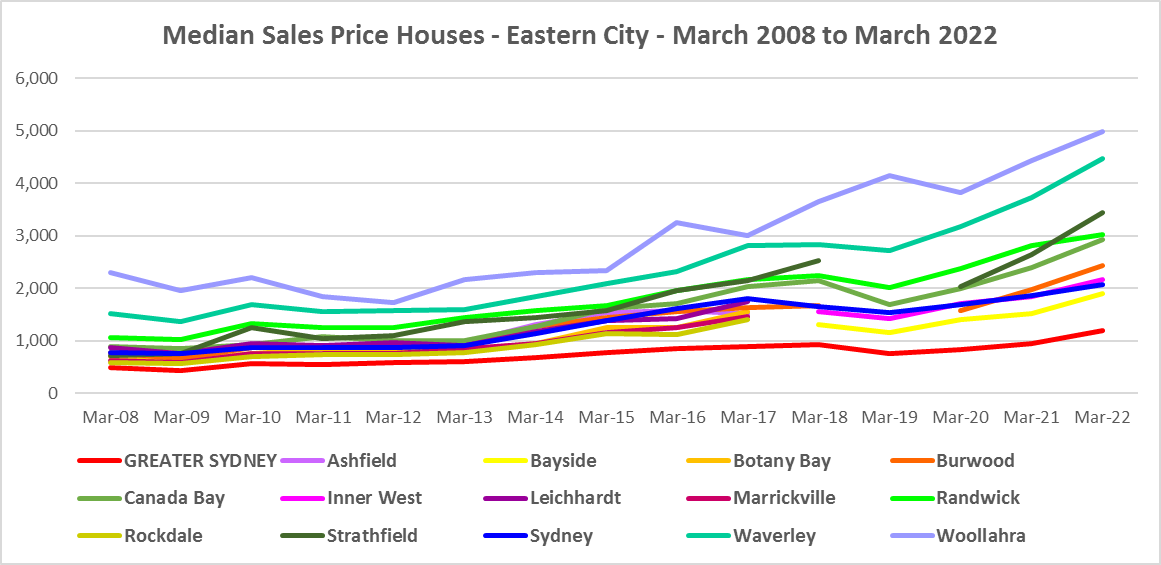 Median Sales Price Houses - Eastern City - March 2008 to March 2022
6,000
5,000
4,000
3,000
2,000
1,000
0
Mar-08 Mar-09 Mar-10 Mar-11 Mar-12 Mar-13 Mar-14 Mar-15 Mar-16 Mar-17 Mar-18 Mar-19 Mar-20 Mar-21 Mar-22
GREATER SYDNEY Ashfield Bayside Botany Bay Burwood
Canada Bay Inner West Leichhardt Marrickville Randwick
Rockdale Strathfield Sydney Waverley Woollahra